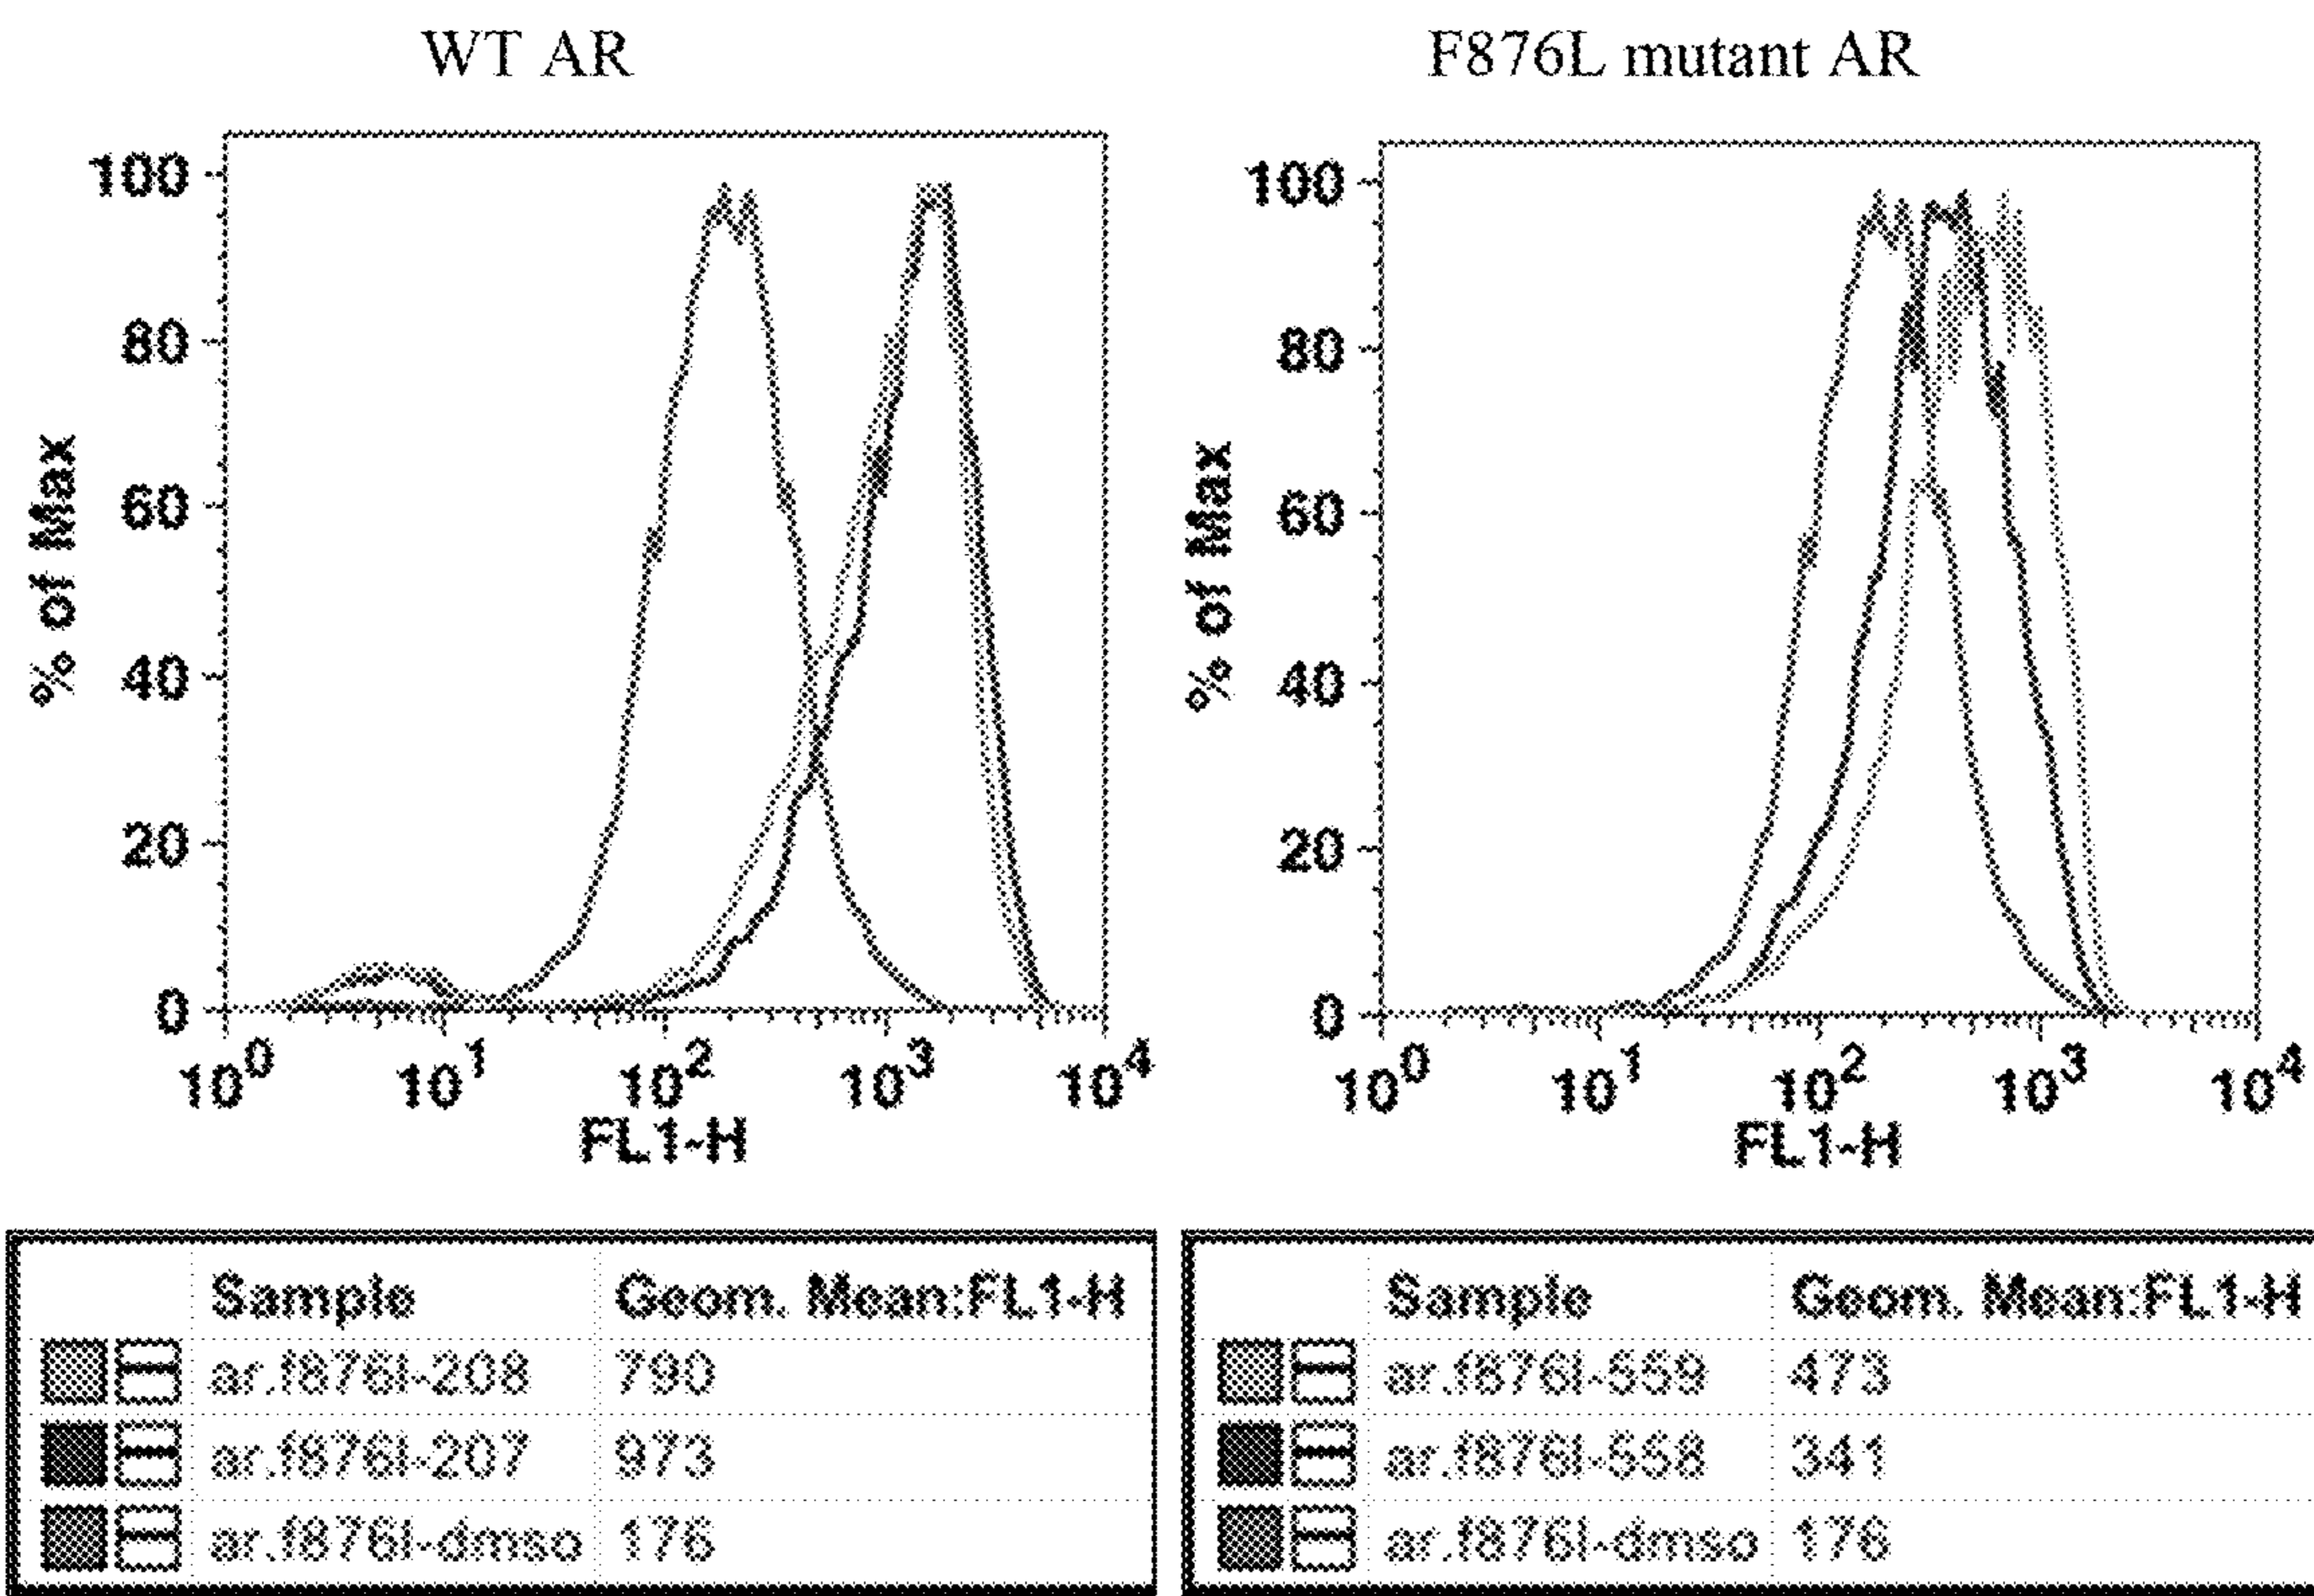 WT AR
F876L mutant AR
100
80
60
40
20
0
% of Max
10^0 10^1 10^2 10^3 10^4
FL1-H
100
80
60
40
20
0
% of Max
10^0 10^1 10^2 10^3 10^4
FL1-H
Sample Geom. Mean:FL1-H
ar.f876l-208 790
ar.f876l-207 973
ar.f876l-dmso 176
Sample Geom. Mean:FL1-H
ar.f876l-559 473
ar.f876l-558 341
ar.f876l-dmso 176